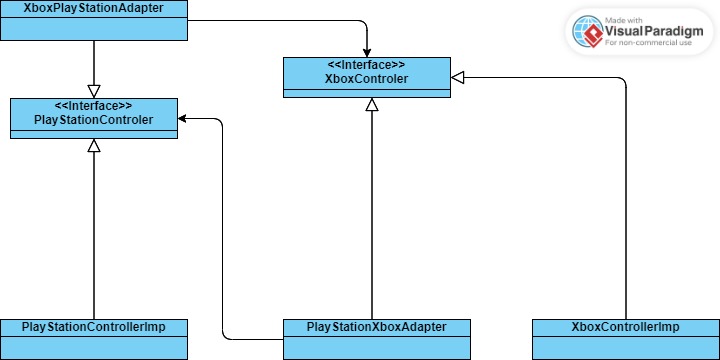 XboxPlayStationAdapter
Made with
Visual Paradigm
For non-commercial use
<<Interface>>
XboxControler
<<Interface>>
PlayStationControler
PlayStationControllerImp
PlayStationXboxAdapter
XboxControllerImp